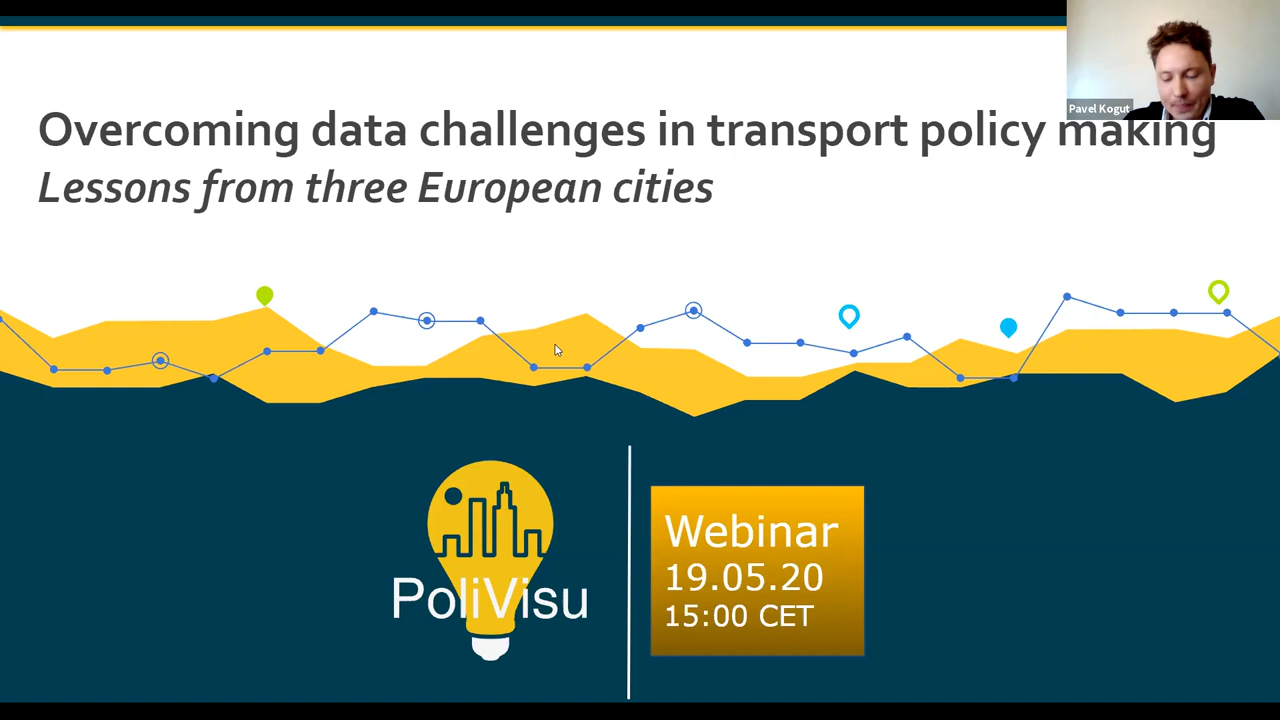 Pavel Kogut
Overcoming data challenges in transport policy making
Lessons from three European cities
PoliVisu
Webinar
19.05.20
15:00 CET